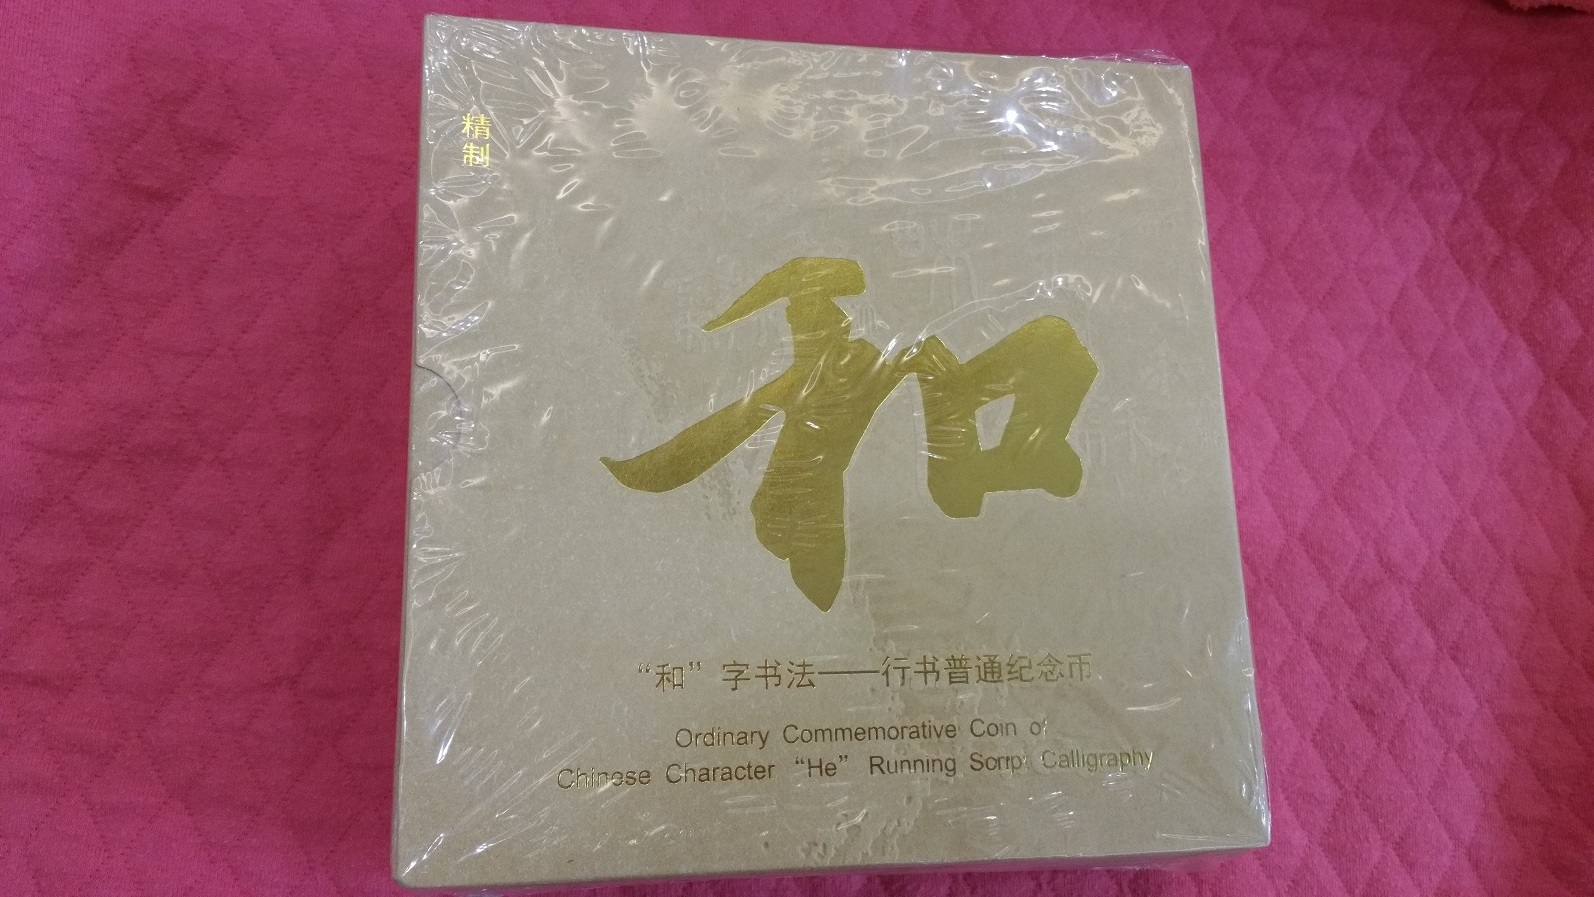 精制
和
“和”字书法——行书普通纪念币
Ordinary Commemorative Coin of
Chinese Character “He” Running Script Calligraphy